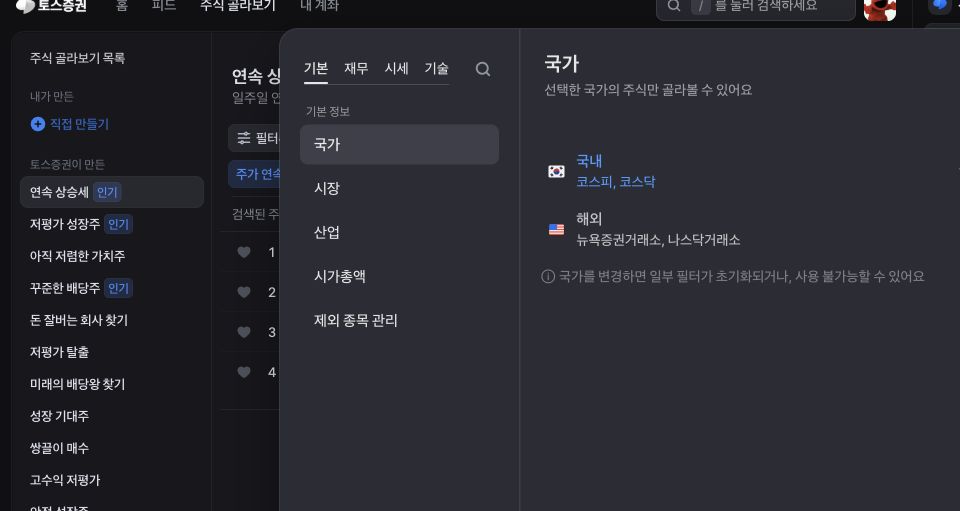 토스증권
홈
피드
주식 골라보기
내 계좌
/ 를 눌러 검색하세요
주식 골라보기 목록
내가 만든
직접 만들기
토스증권이 만든
연속 상승세 인기
저평가 성장주 인기
아직 저렴한 가치주
꾸준한 배당주 인기
돈 잘버는 회사 찾기
저평가 탈출
미래의 배당왕 찾기
성장 기대주
쌍끌이 매수
고수익 저평가
연속 상
일주일 연
필터
주가 연속
검색된 주
1
2
3
4
기본
재무
시세
기술
기본 정보
국가
시장
산업
시가총액
제외 종목 관리
국가
선택한 국가의 주식만 골라볼 수 있어요
국내
코스피, 코스닥
해외
뉴욕증권거래소, 나스닥거래소
국가를 변경하면 일부 필터가 초기화되거나, 사용 불가능할 수 있어요